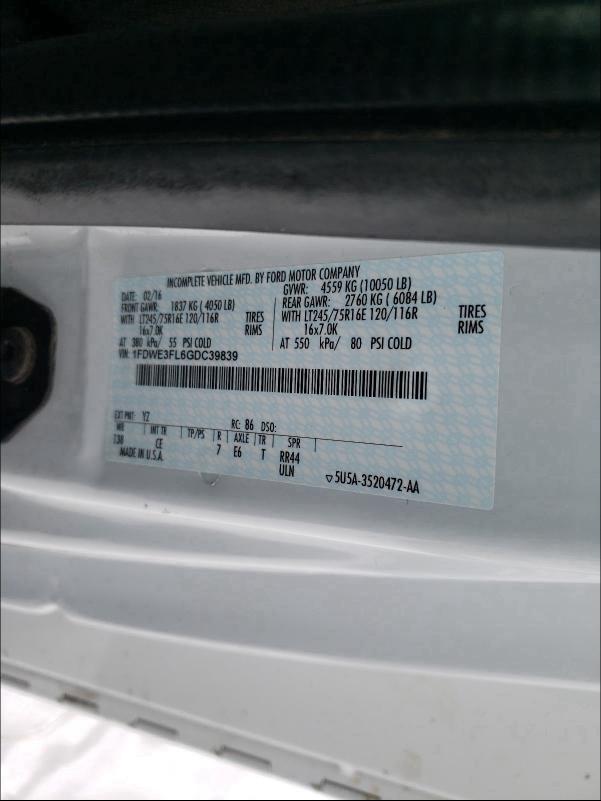 INCOMPLETE VEHICLE MFD. BY FORD MOTOR COMPANY
DATE: 02/16 GVWR: 4559 KG (10050 LB)
FRONT GAWR: 1837 KG ( 4050 LB) REAR GAWR: 2760 KG ( 6084 LB)
WITH LT245/75R16E 120/116R TIRES WITH LT245/75R16E 120/116R TIRES
16x7.0K RIMS 16x7.0K RIMS
AT 380 kPa/ 55 PSI COLD AT 550 kPa/ 80 PSI COLD
VIN: 1FDWE3FL6GDC39839
EXT PNT: YZ RC: 86 DSO:
WB INT TR TP/PS R AXLE TR SPR
138 CE 7 E6 T RR44
MADE IN U.S.A. ULN
▽5U5A-3520472-AA